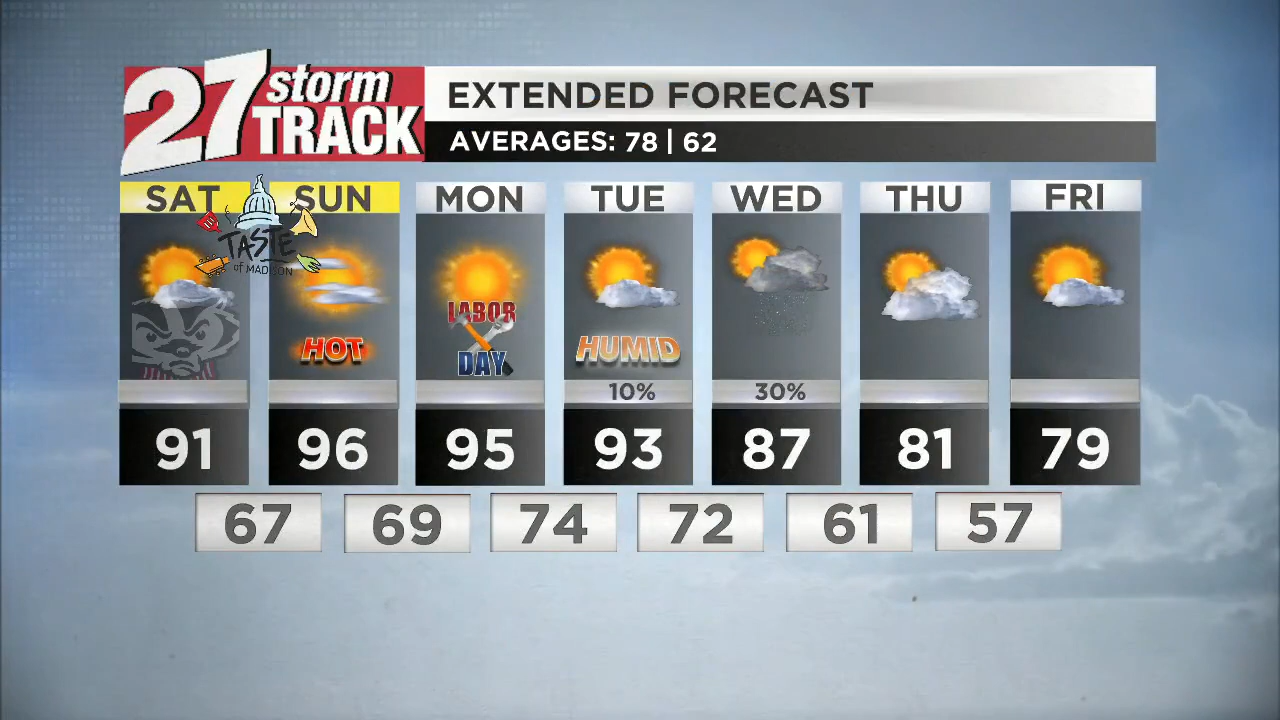 27 storm TRACK
EXTENDED FORECAST
AVERAGES: 78 | 62
SAT SUN MON TUE WED THU FRI
TASTE
of MADISON
LABOR
DAY
HOT HUMID
10% 30%
91 96 95 93 87 81 79
67 69 74 72 61 57